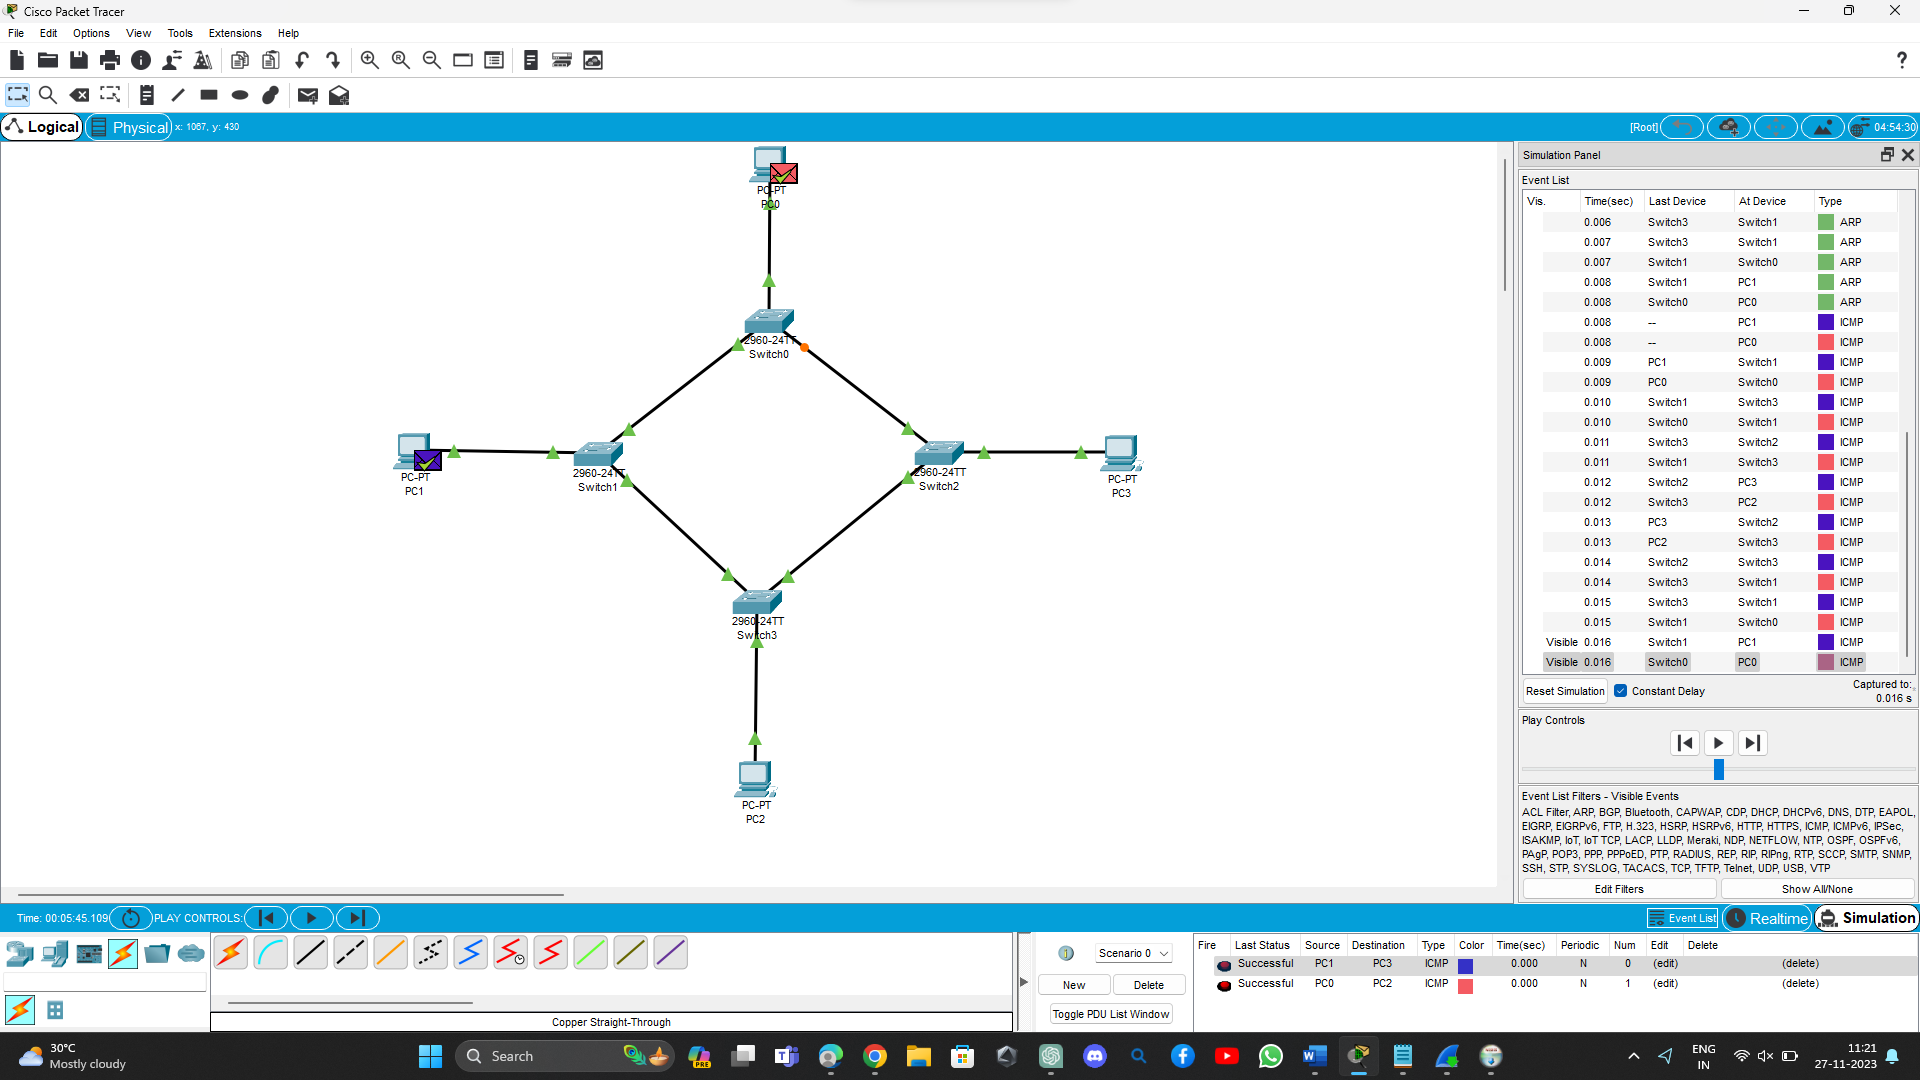 Cisco Packet Tracer
File Edit Options View Tools Extensions Help
Logical Physical x: 1067, y: 430 [Root] 04:54:30
PC-PT
PC0
2960-24TT
Switch0
PC-PT
PC1
2960-24TT
Switch1
2960-24TT
Switch2
PC-PT
PC3
2960-24TT
Switch3
PC-PT
PC2
Simulation Panel
Event List
Vis. Time(sec) Last Device At Device Type
0.006 Switch3 Switch1 ARP
0.007 Switch3 Switch1 ARP
0.007 Switch1 Switch0 ARP
0.008 Switch1 PC1 ARP
0.008 Switch0 PC0 ARP
0.008 -- PC1 ICMP
0.008 -- PC0 ICMP
0.009 PC1 Switch1 ICMP
0.009 PC0 Switch0 ICMP
0.010 Switch1 Switch3 ICMP
0.010 Switch0 Switch1 ICMP
0.011 Switch3 Switch2 ICMP
0.011 Switch1 Switch3 ICMP
0.012 Switch2 PC3 ICMP
0.012 Switch3 PC2 ICMP
0.013 PC3 Switch2 ICMP
0.013 PC2 Switch3 ICMP
0.014 Switch2 Switch3 ICMP
0.014 Switch3 Switch1 ICMP
0.015 Switch3 Switch1 ICMP
0.015 Switch1 Switch0 ICMP
Visible 0.016 Switch1 PC1 ICMP
Visible 0.016 Switch0 PC0 ICMP
Reset Simulation Constant Delay Captured to:
0.016 s
Play Controls
Event List Filters - Visible Events
ACL Filter, ARP, BGP, Bluetooth, CAPWAP, CDP, DHCP, DHCPv6, DNS, DTP, EAPOL,
EIGRP, EIGRPv6, FTP, H.323, HSRP, HSRPv6, HTTP, HTTPS, ICMP, ICMPv6, IPSec,
ISAKMP, IoT, IoT TCP, LACP, LLDP, Meraki, NDP, NETFLOW, NTP, OSPF, OSPFv6,
PAgP, POP3, PPP, PPPoED, PTP, RADIUS, REP, RIP, RIPng, RTP, SCCP, SMTP, SNMP,
SSH, STP, SYSLOG, TACACS, TCP, TFTP, Telnet, UDP, USB, VTP
Edit Filters Show All/None
Time: 00:05:45.109 PLAY CONTROLS: Event List Realtime Simulation
Copper Straight-Through
Scenario 0
New Delete
Toggle PDU List Window
Fire Last Status Source Destination Type Color Time(sec) Periodic Num Edit Delete
Successful PC1 PC3 ICMP 0.000 N 0 (edit) (delete)
Successful PC0 PC2 ICMP 0.000 N 1 (edit) (delete)
30°C
Mostly cloudy
Search
PRE
ENG
IN
11:21
27-11-2023